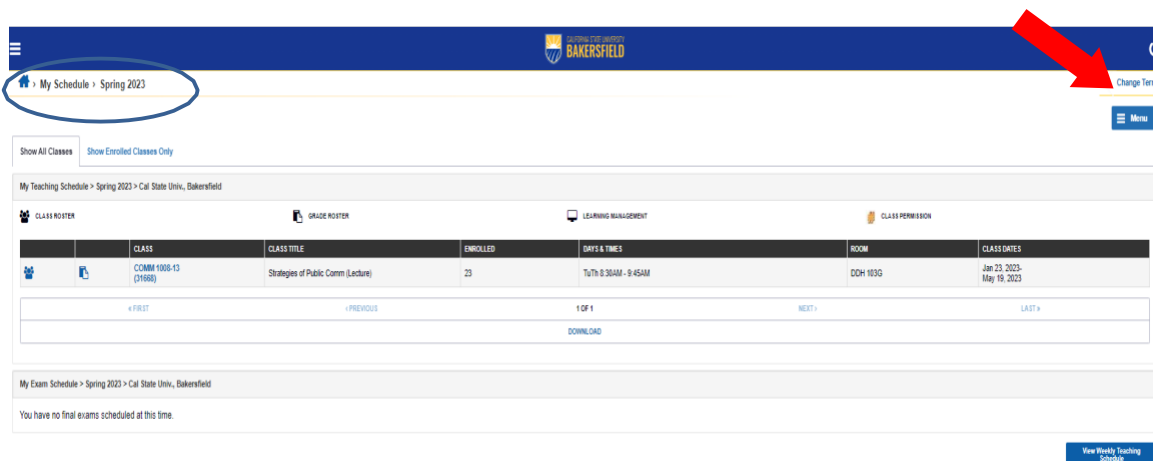 CALIFORNIA STATE UNIVERSITY
BAKERSFIELD
› My Schedule › Spring 2023
Change Ter
Menu
Show All Classes Show Enrolled Classes Only
My Teaching Schedule > Spring 2023 > Cal State Univ., Bakersfield
CLASS ROSTER GRADE ROSTER LEARNING MANAGEMENT CLASS PERMISSION
CLASS CLASS TITLE ENROLLED DAYS & TIMES ROOM CLASS DATES
COMM 1008-13 Strategies of Public Comm (Lecture) 23 TuTh 8:30AM - 9:45AM DDH 103G Jan 23, 2023-
(31668) May 19, 2023
« FIRST ‹ PREVIOUS 1 OF 1 NEXT › LAST »
DOWNLOAD
My Exam Schedule > Spring 2023 > Cal State Univ., Bakersfield
You have no final exams scheduled at this time.
View Weekly Teaching
Schedule